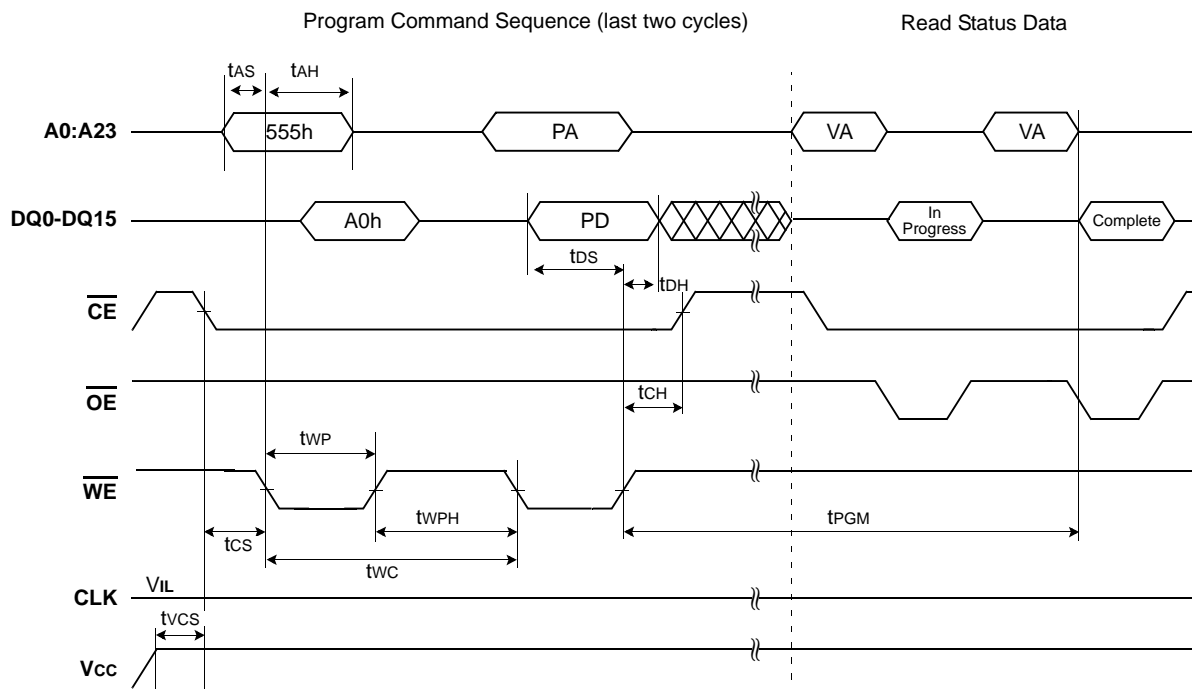 Program Command Sequence (last two cycles)
Read Status Data
tAS
tAH
A0:A23
555h
PA
VA
VA
DQ0-DQ15
A0h
PD
In
Progress
Complete
tDS
tDH
CE
OE
tCH
tWP
WE
tWPH
tPGM
tCS
tWC
CLK
VIL
tVCS
Vcc